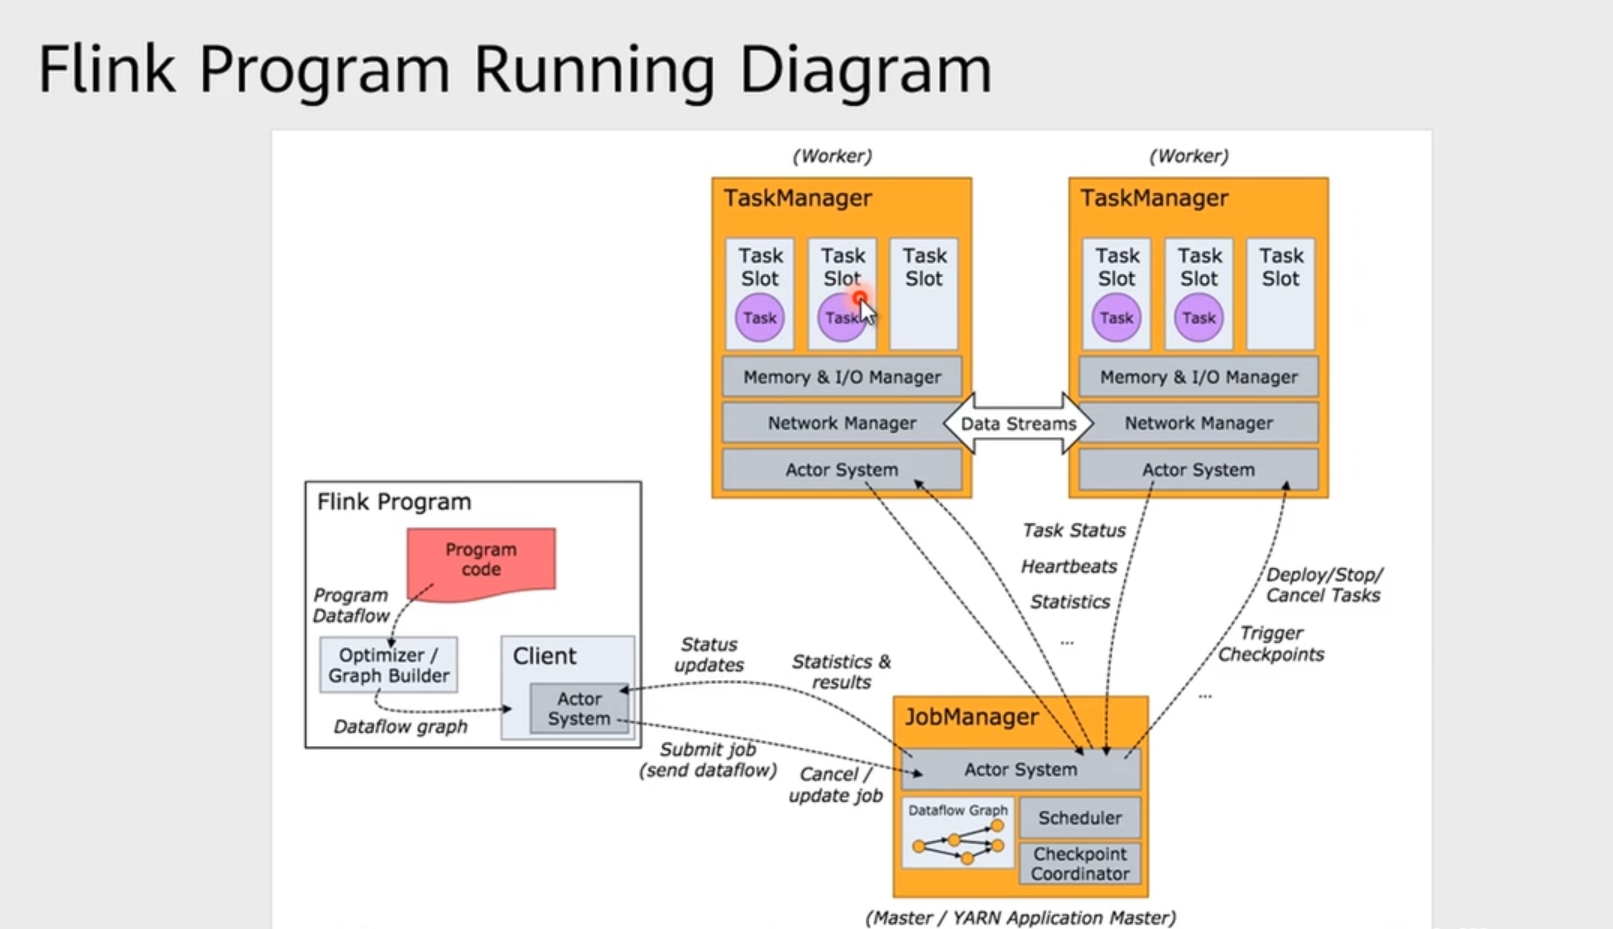 Flink Program Running Diagram
(Worker)
TaskManager
Task
Slot
Task
Task
Slot
Task
Task
Slot
Memory & I/O Manager
Network Manager
Actor System
Data Streams
(Worker)
TaskManager
Task
Slot
Task
Task
Slot
Task
Task
Slot
Memory & I/O Manager
Network Manager
Actor System
Flink Program
Program
code
Program
Dataflow
Optimizer /
Graph Builder
Dataflow graph
Client
Actor
System
Status
updates
Statistics &
results
Submit job
(send dataflow)
Cancel /
update job
Task Status
Heartbeats
Statistics
...
Deploy/Stop/
Cancel Tasks
Trigger
Checkpoints
...
JobManager
Actor System
Dataflow Graph
Scheduler
Checkpoint
Coordinator
(Master / YARN Application Master)